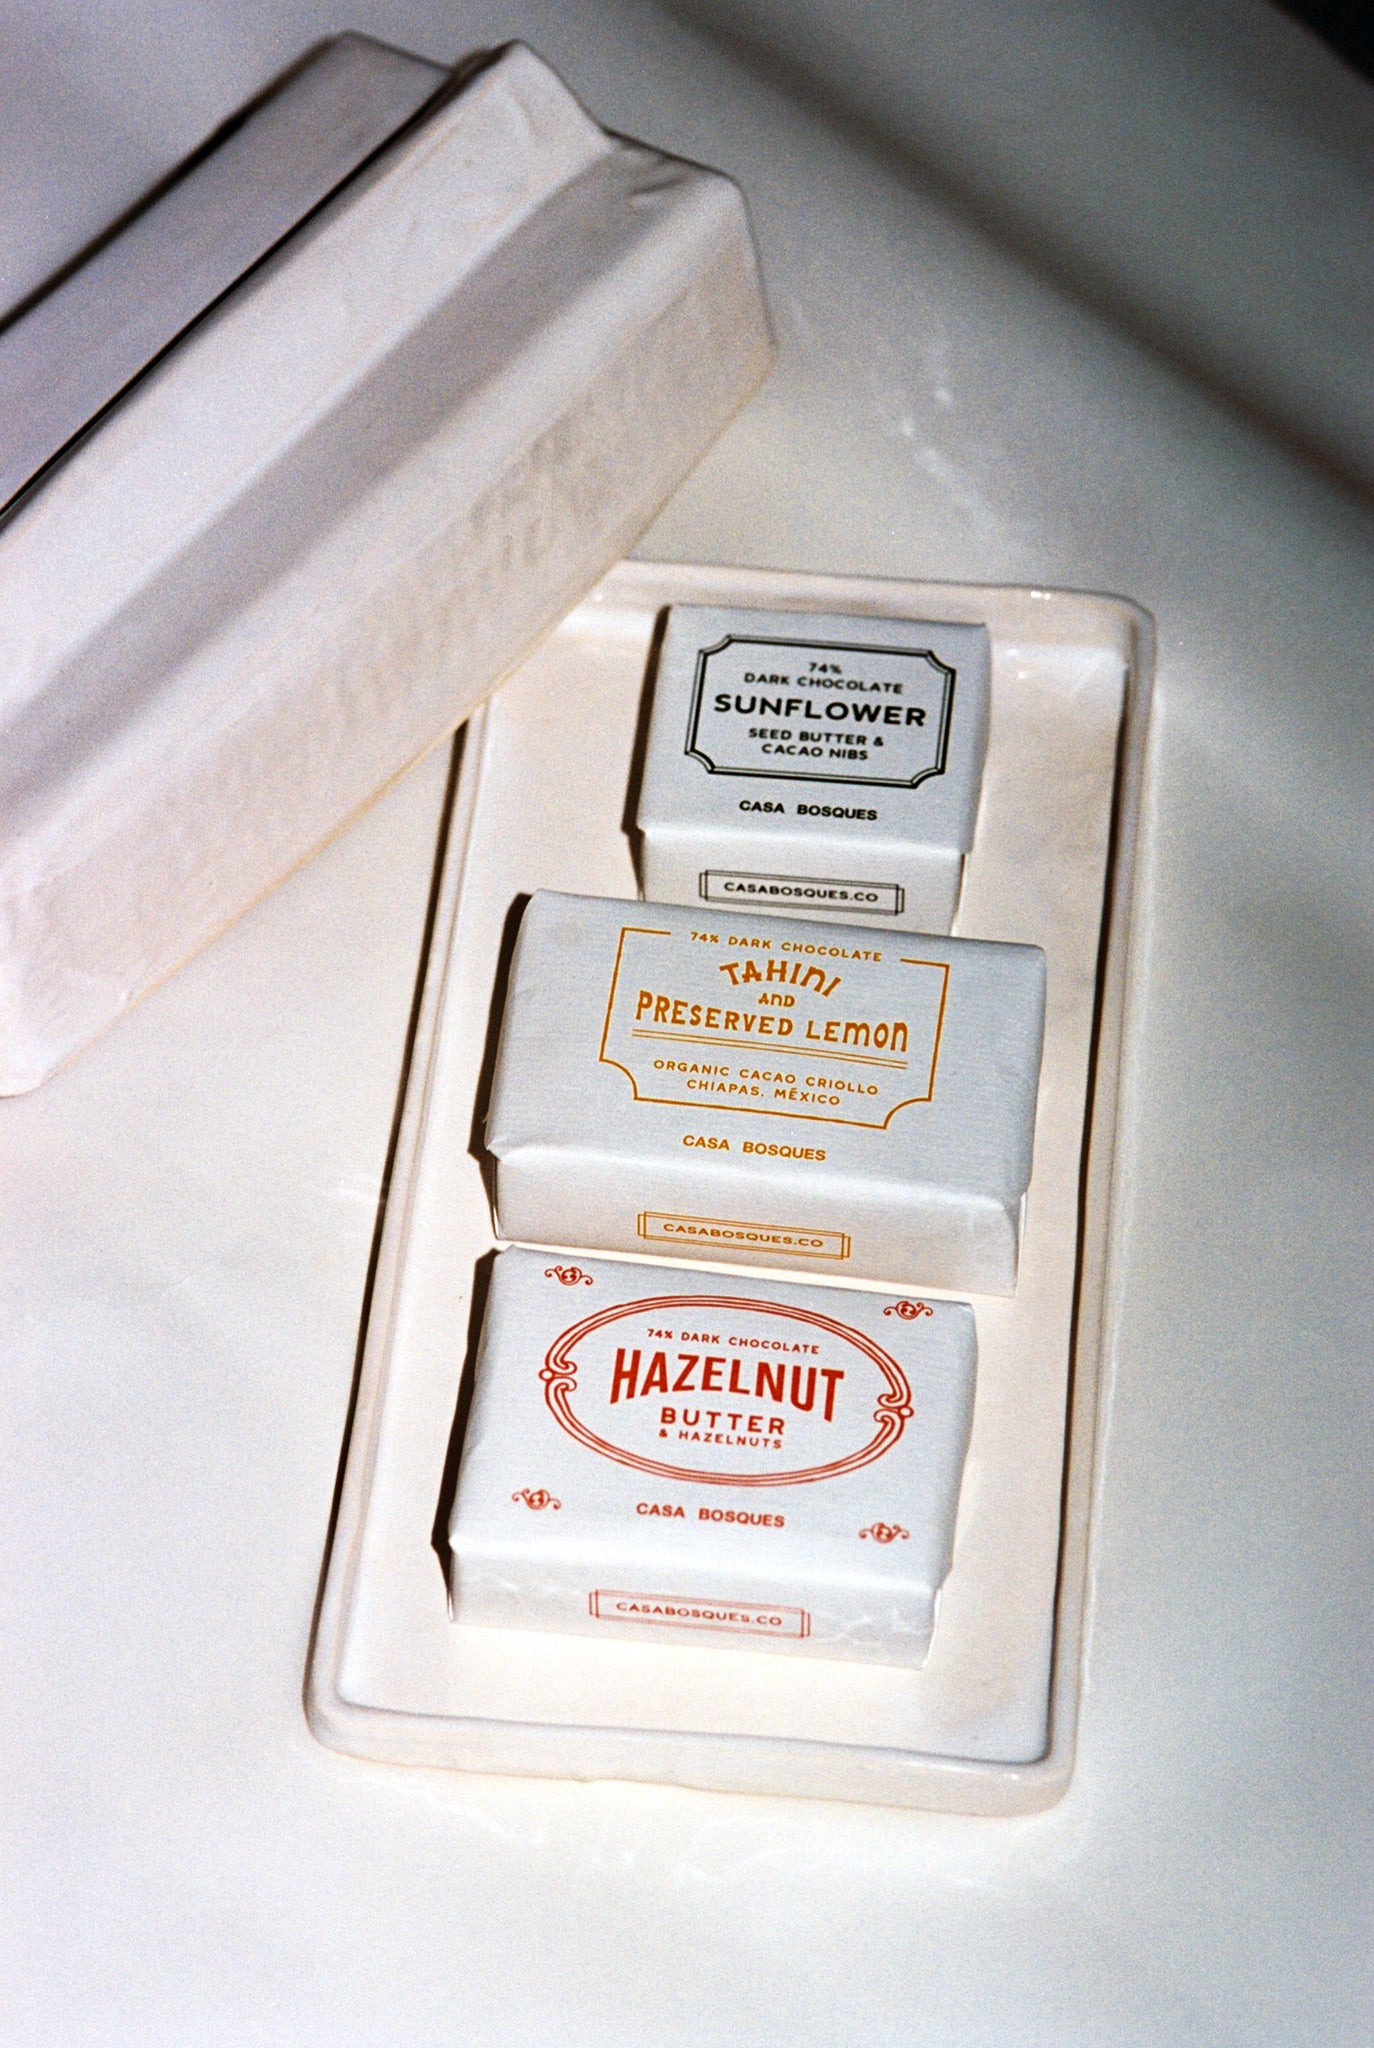 74%
DARK CHOCOLATE
SUNFLOWER
SEED BUTTER &
CACAO NIBS
CASA BOSQUES
CASABOSQUES.CO
74% DARK CHOCOLATE
TAHINI
AND
PRESERVED LEMON
ORGANIC CACAO CRIOLLO
CHIAPAS, MÉXICO
CASA BOSQUES
CASABOSQUES.CO
74% DARK CHOCOLATE
HAZELNUT
BUTTER
& HAZELNUTS
CASA BOSQUES
CASABOSQUES.CO